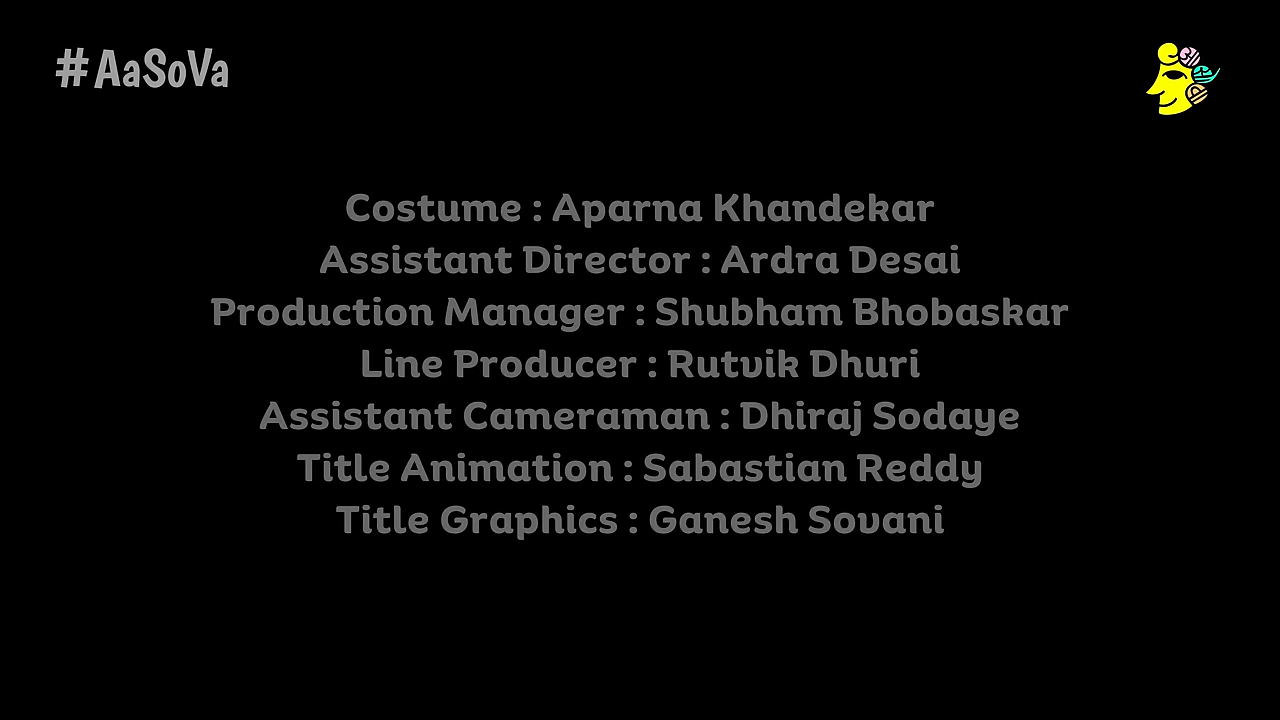 #AaSoVa
Costume : Aparna Khandekar
Assistant Director : Ardra Desai
Production Manager : Shubham Bhobaskar
Line Producer : Rutvik Dhuri
Assistant Cameraman : Dhiraj Sodaye
Title Animation : Sabastian Reddy
Title Graphics : Ganesh Sovani